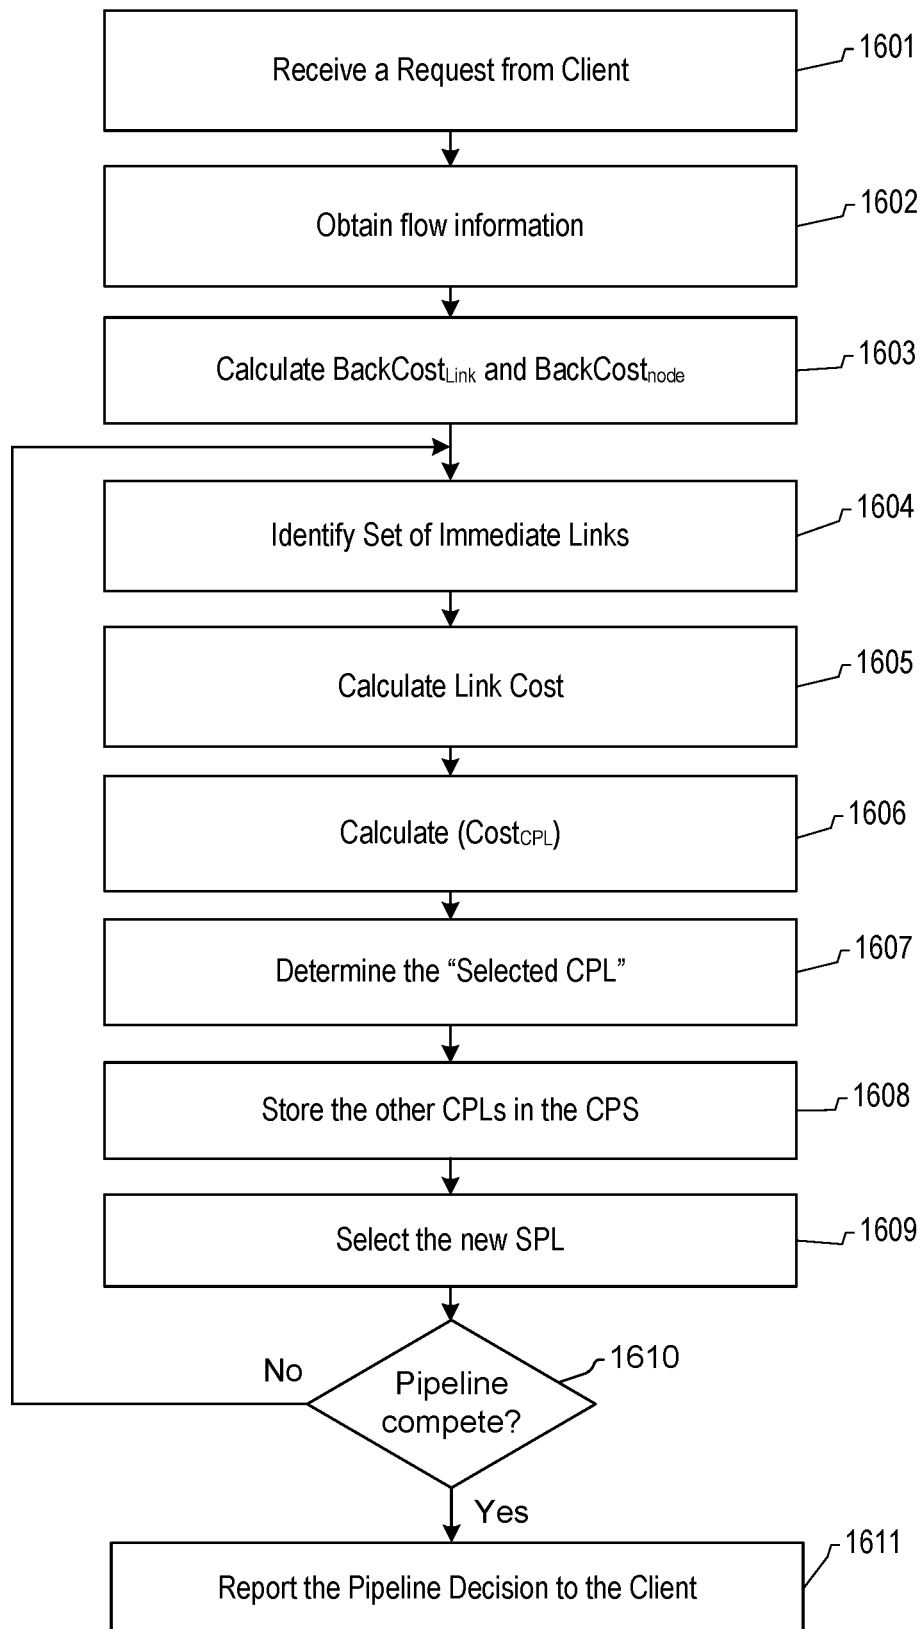 Receive a Request from Client
1601
Obtain flow information
1602
Calculate BackCostLink and BackCostnode
1603
Identify Set of Immediate Links
1604
Calculate Link Cost
1605
Calculate (CostCPL)
1606
Determine the “Selected CPL”
1607
Store the other CPLs in the CPS
1608
Select the new SPL
1609
No
Pipeline
compete?
1610
Yes
Report the Pipeline Decision to the Client
1611